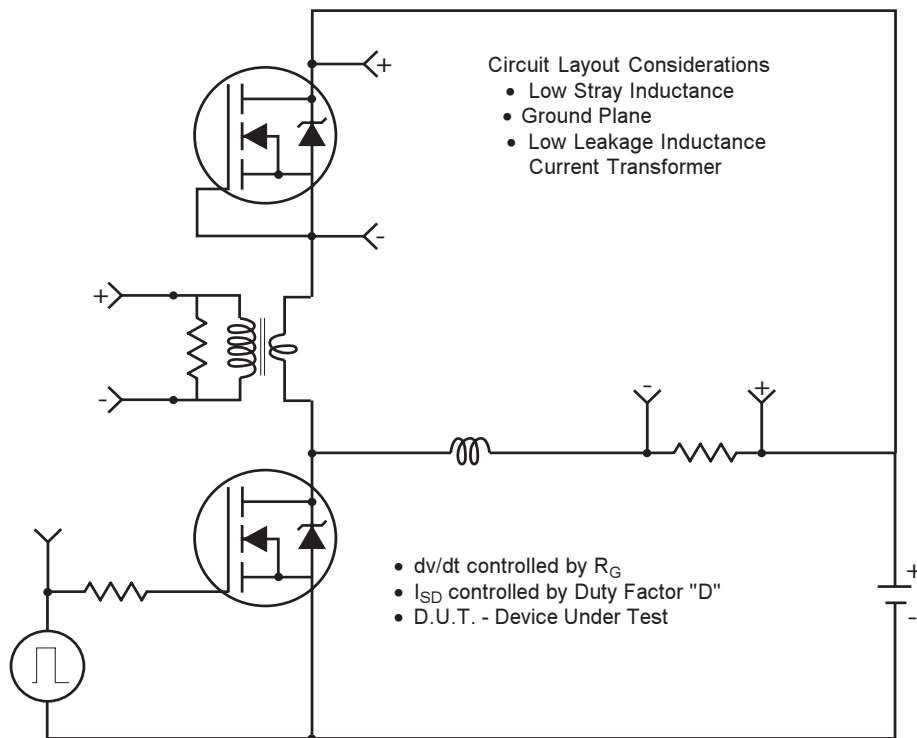 +
Circuit Layout Considerations
• Low Stray Inductance
• Ground Plane
• Low Leakage Inductance
Current Transformer
-
+
-
-
+
• dv/dt controlled by RG
• ISD controlled by Duty Factor "D"
• D.U.T. - Device Under Test
+
-